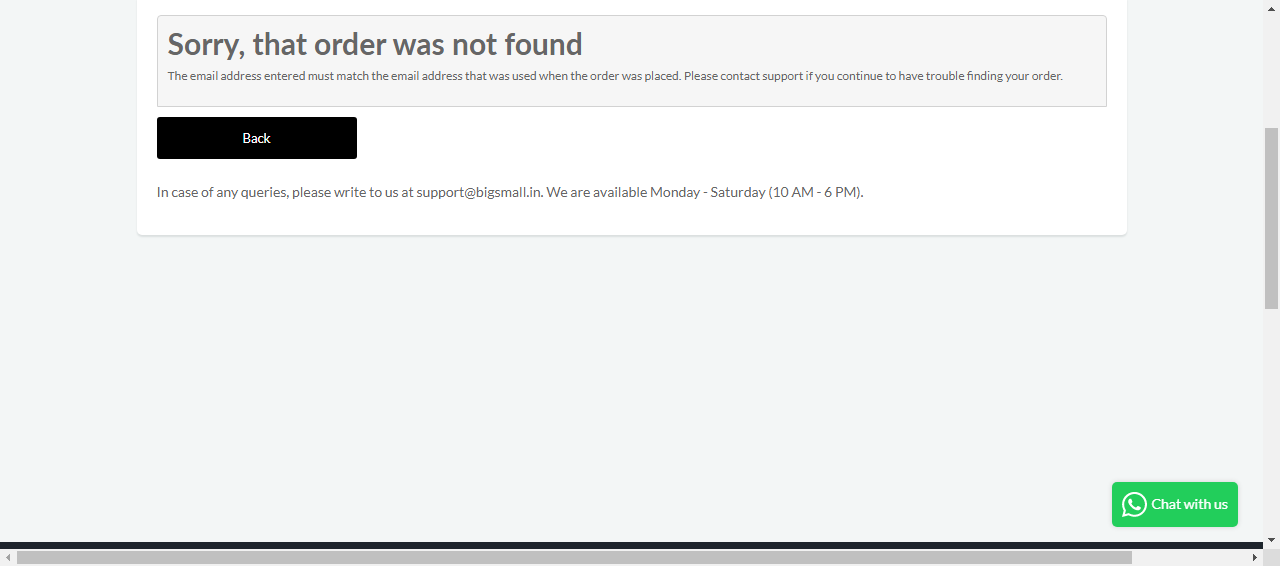 Sorry, that order was not found
The email address entered must match the email address that was used when the order was placed. Please contact support if you continue to have trouble finding your order.
Back
In case of any queries, please write to us at support@bigsmall.in. We are available Monday - Saturday (10 AM - 6 PM).
Chat with us